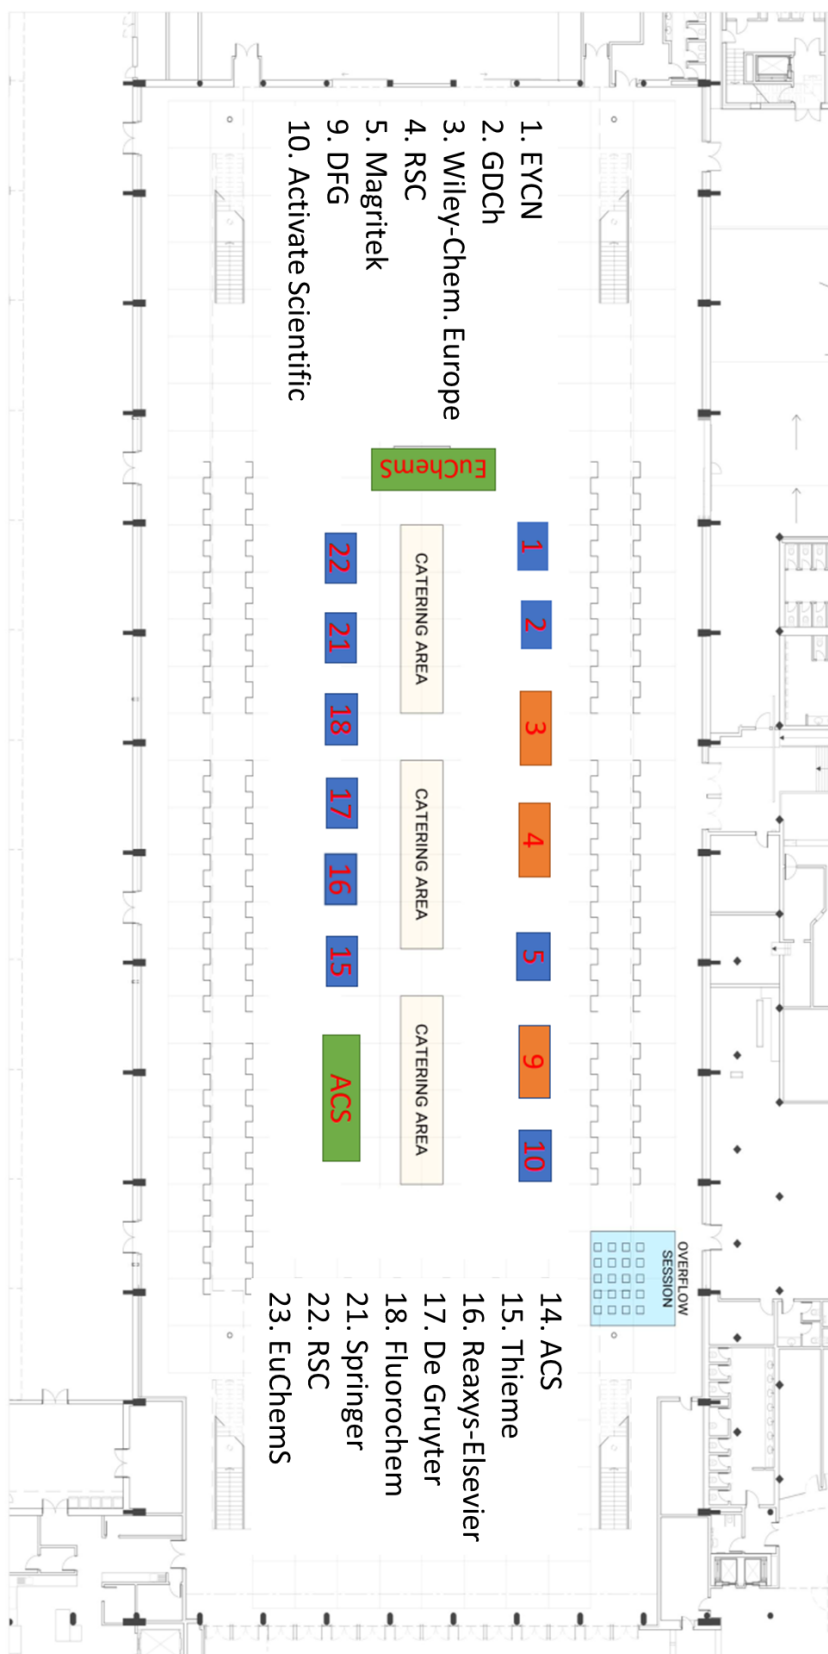 1. EYCN
2. GDCh
3. Wiley-Chem. Europe
4. RSC
5. Magritek
9. DFG
10. Activate Scientific
EuChemS
1
2
3
4
5
9
10
CATERING AREA
CATERING AREA
CATERING AREA
22
21
18
17
16
15
ACS
OVERFLOW
SESSION
14. ACS
15. Thieme
16. Reaxys-Elsevier
17. De Gruyter
18. Fluorochem
21. Springer
22. RSC
23. EuChemS